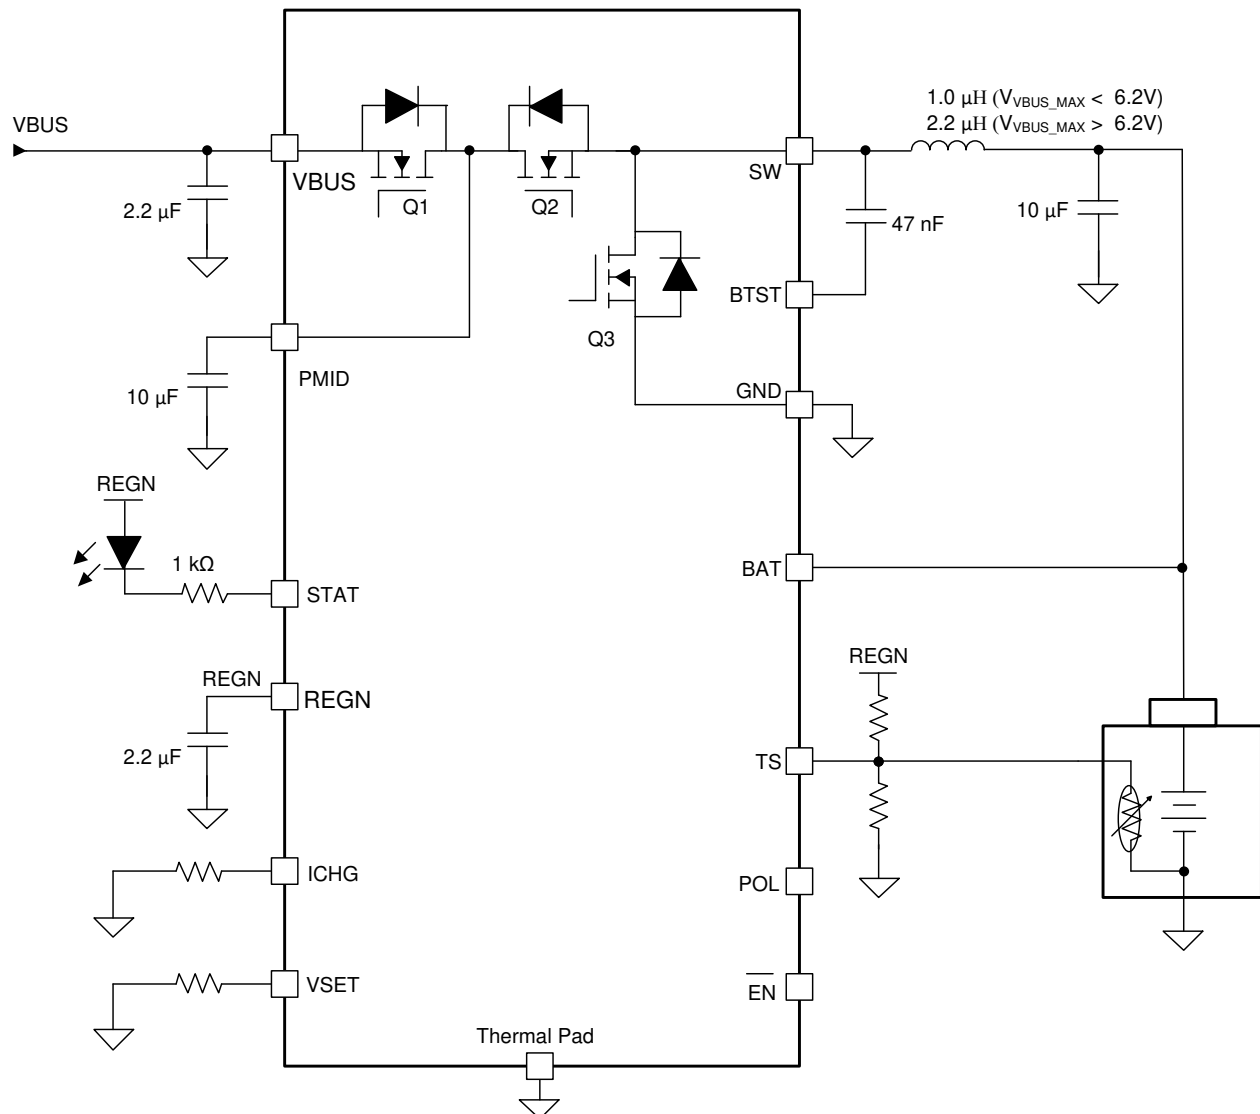 1.0 µH (VVBUS_MAX < 6.2V)
2.2 µH (VVBUS_MAX > 6.2V)
VBUS
VBUS
SW
2.2 µF
Q1
Q2
47 nF
10 µF
BTST
Q3
PMID
10 µF
GND
REGN
1 kΩ
STAT
BAT
REGN
REGN
REGN
2.2 µF
TS
ICHG
POL
VSET
EN
Thermal Pad